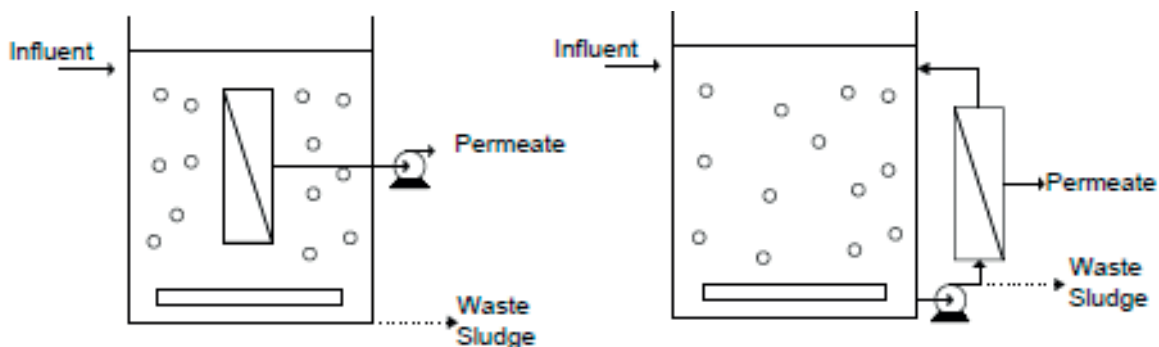 Influent
Permeate
Waste
Sludge
Influent
Permeate
Waste
Sludge